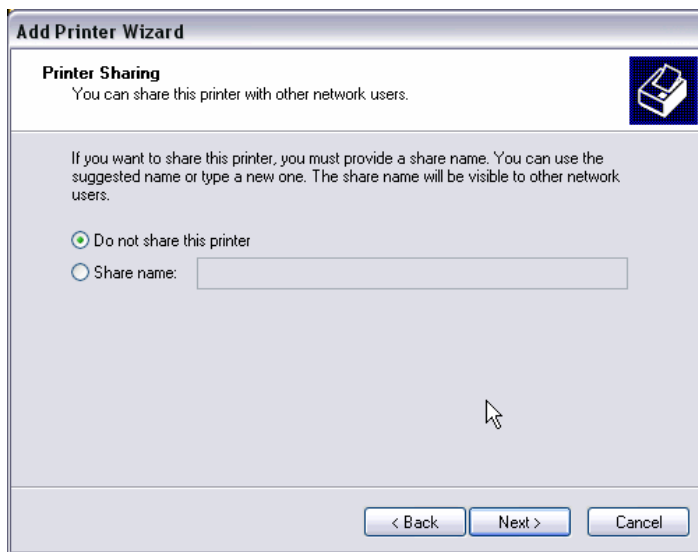 Add Printer Wizard
Printer Sharing
You can share this printer with other network users.
If you want to share this printer, you must provide a share name. You can use the
suggested name or type a new one. The share name will be visible to other network
users.
Do not share this printer
Share name:
< Back Next > Cancel